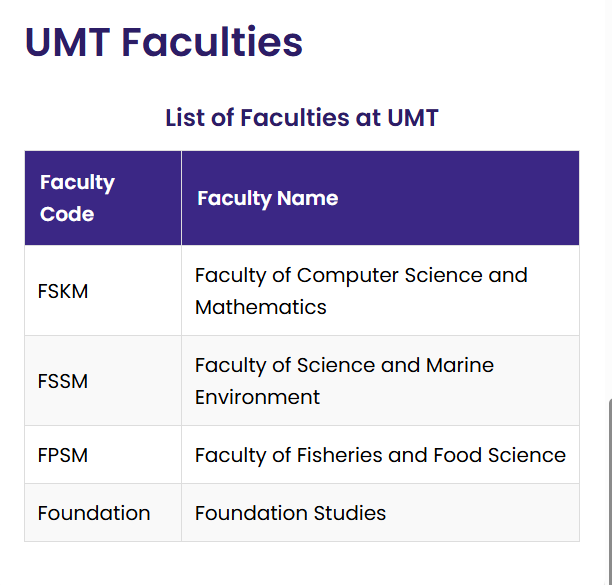 UMT Faculties
List of Faculties at UMT
Faculty
Code
Faculty Name
FSKM
Faculty of Computer Science and
Mathematics
FSSM
Faculty of Science and Marine
Environment
FPSM
Faculty of Fisheries and Food Science
Foundation
Foundation Studies